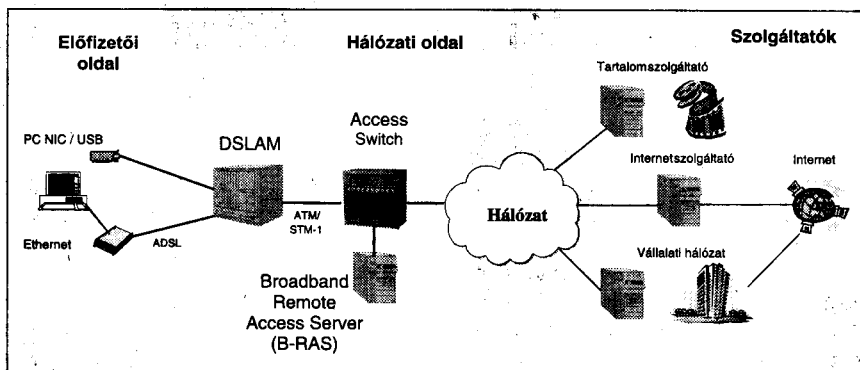 Előfizetői
oldal
Hálózati oldal
Szolgáltatók
Tartalomszolgáltató
PC NIC / USB
DSLAM
Access
Switch
Internetszolgáltató
Internet
Hálózat
ATM/
STM-1
Ethernet
ADSL
Vállalati hálózat
Broadband
Remote
Access Server
(B-RAS)